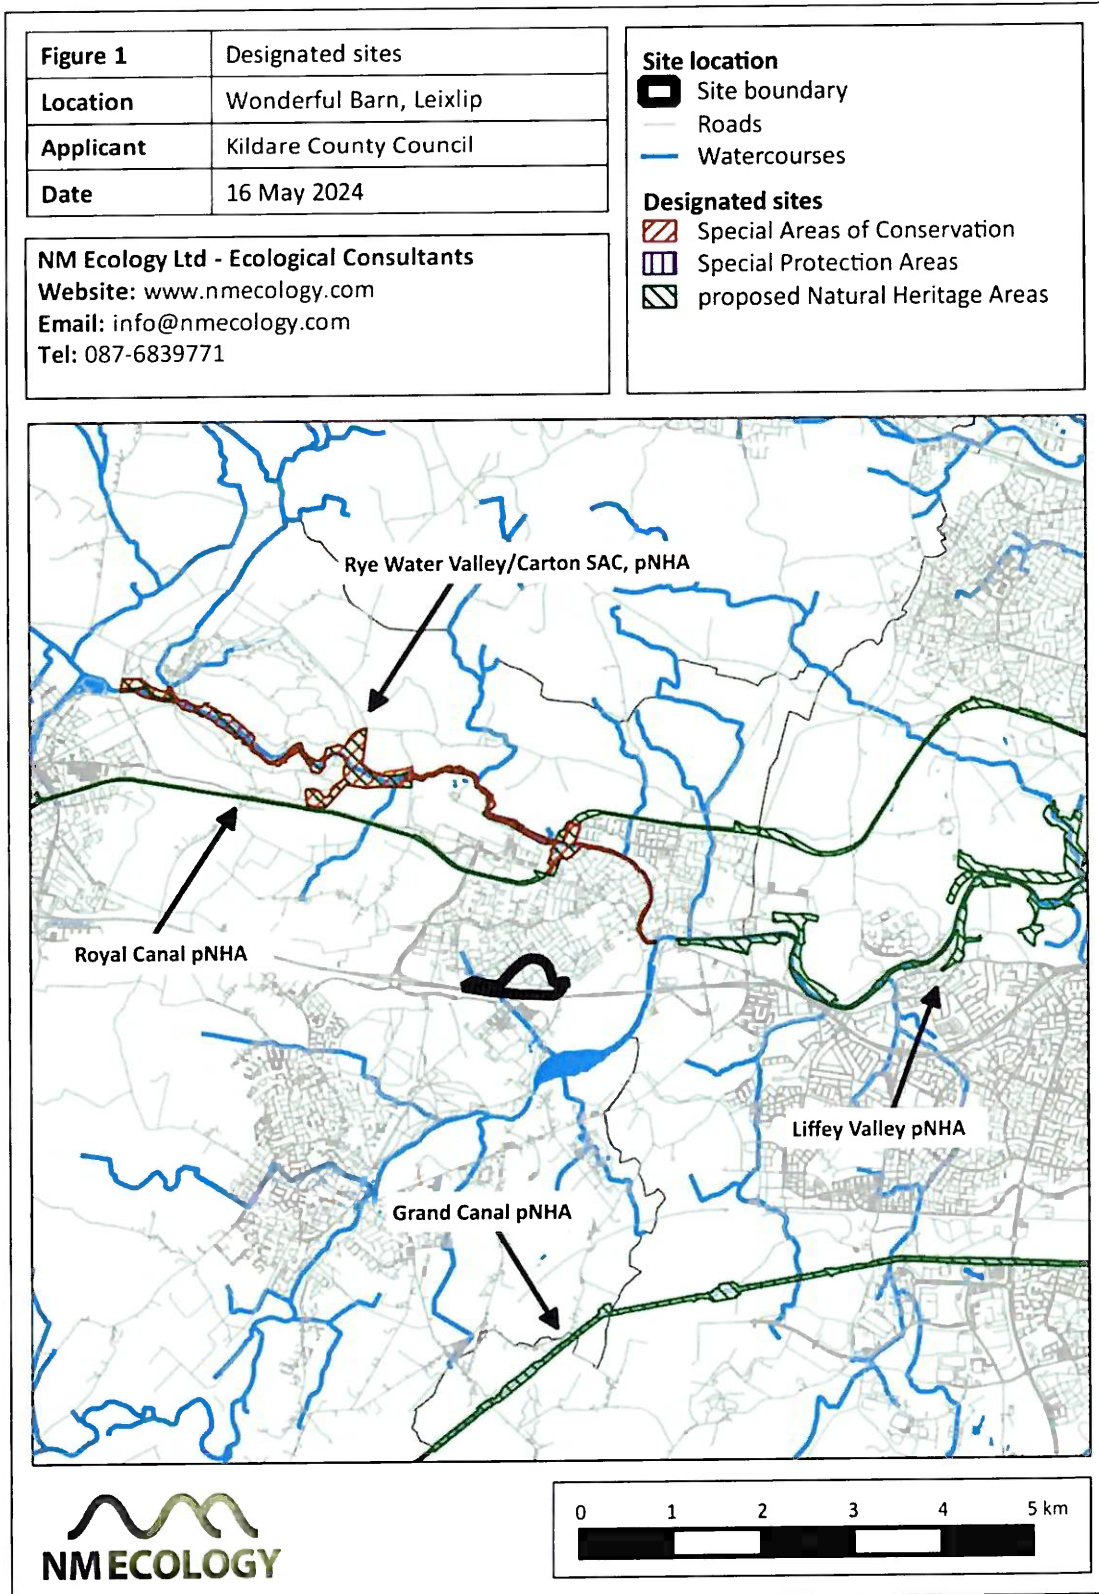 Figure 1 Designated sites
Location Wonderful Barn, Leixlip
Applicant Kildare County Council
Date 16 May 2024
NM Ecology Ltd - Ecological Consultants
Website: www.nmecology.com
Email: info@nmecology.com
Tel: 087-6839771
Site location
Site boundary
Roads
Watercourses
Designated sites
Special Areas of Conservation
Special Protection Areas
proposed Natural Heritage Areas
Rye Water Valley/Carton SAC, pNHA
Royal Canal pNHA
Liffey Valley pNHA
Grand Canal pNHA
NM ECOLOGY
0 1 2 3 4 5 km